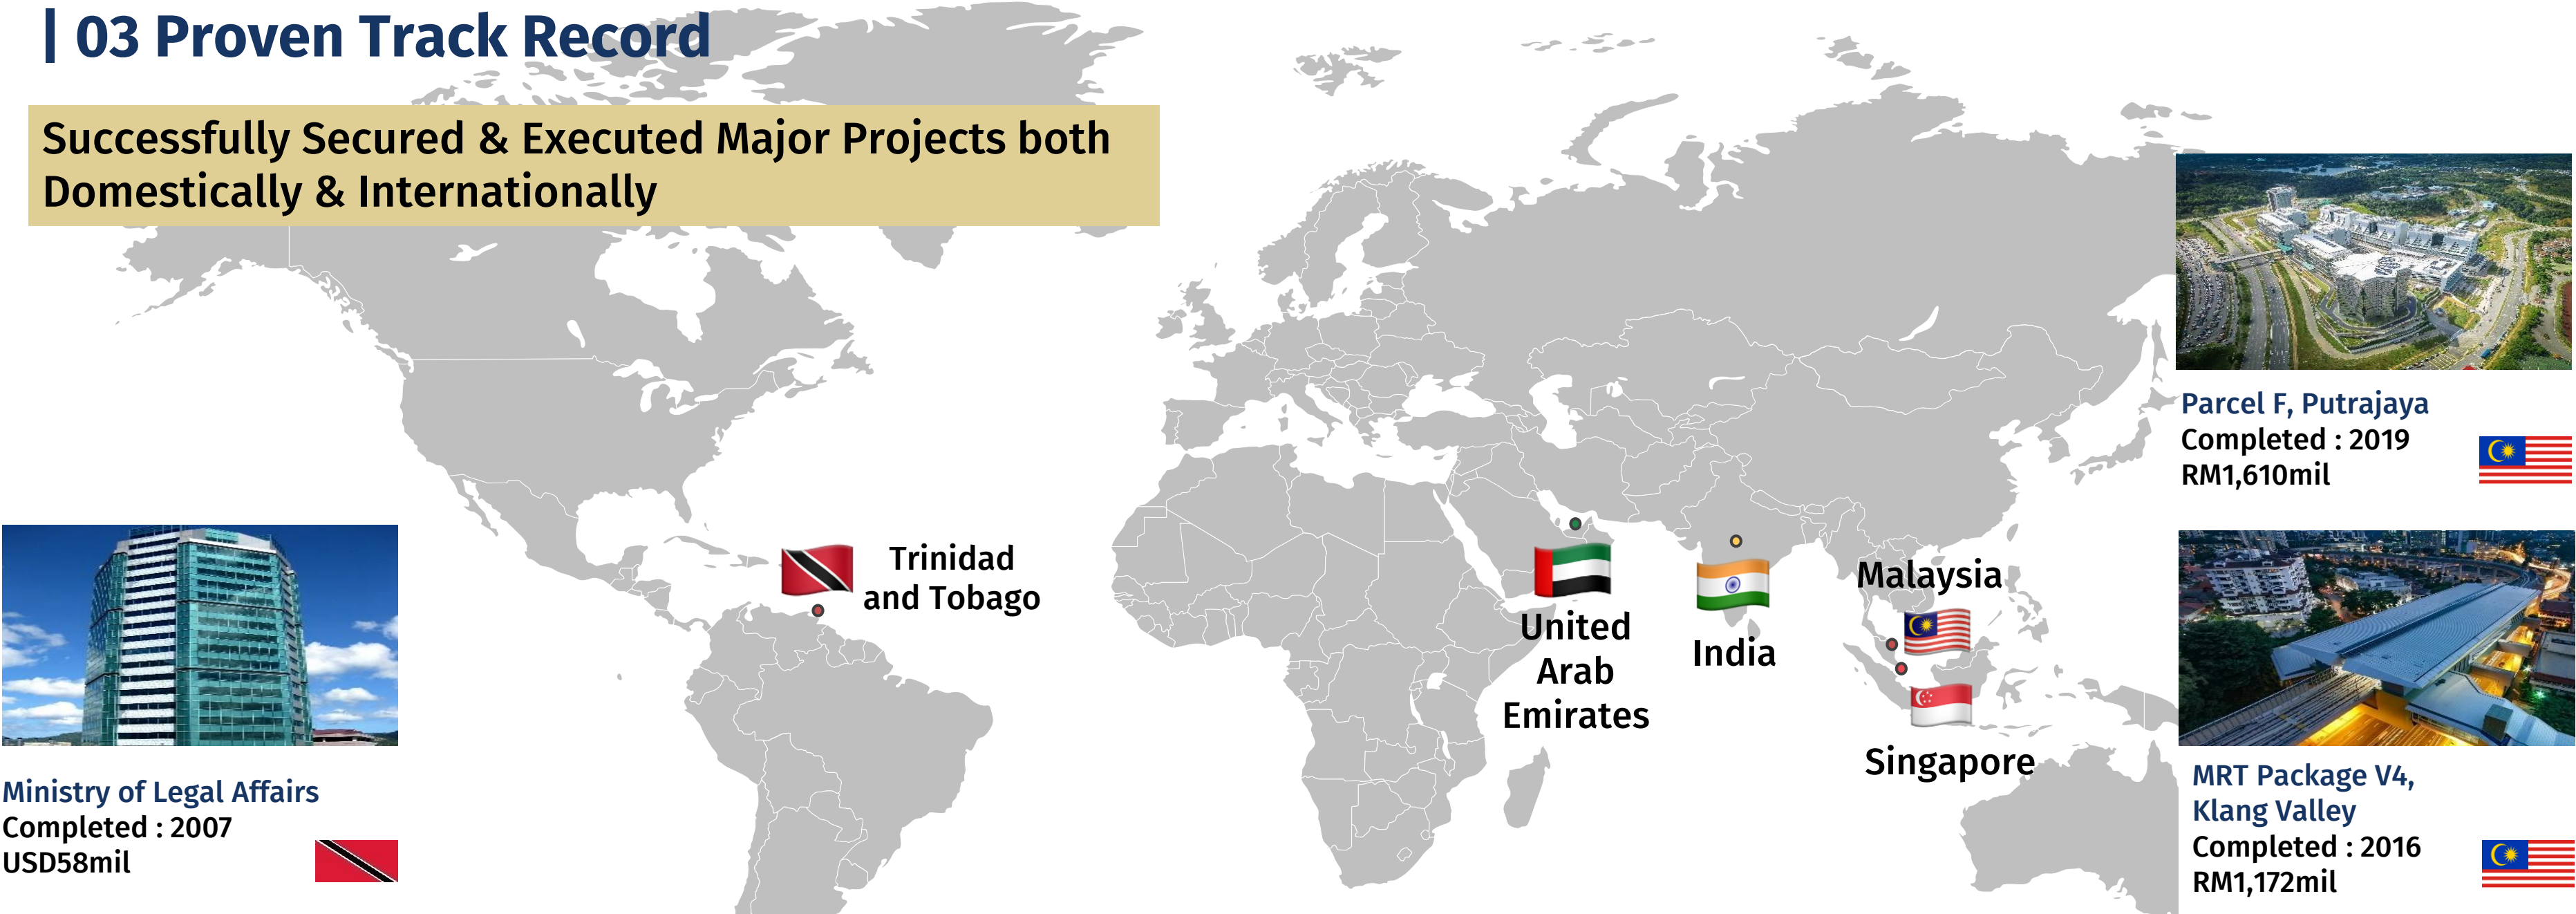 | 03 Proven Track Record
Successfully Secured & Executed Major Projects both
Domestically & Internationally
Parcel F, Putrajaya
Completed : 2019
RM1,610mil
Trinidad
and Tobago
United
Arab
Emirates
India
Malaysia
Singapore
Ministry of Legal Affairs
Completed : 2007
USD58mil
MRT Package V4,
Klang Valley
Completed : 2016
RM1,172mil